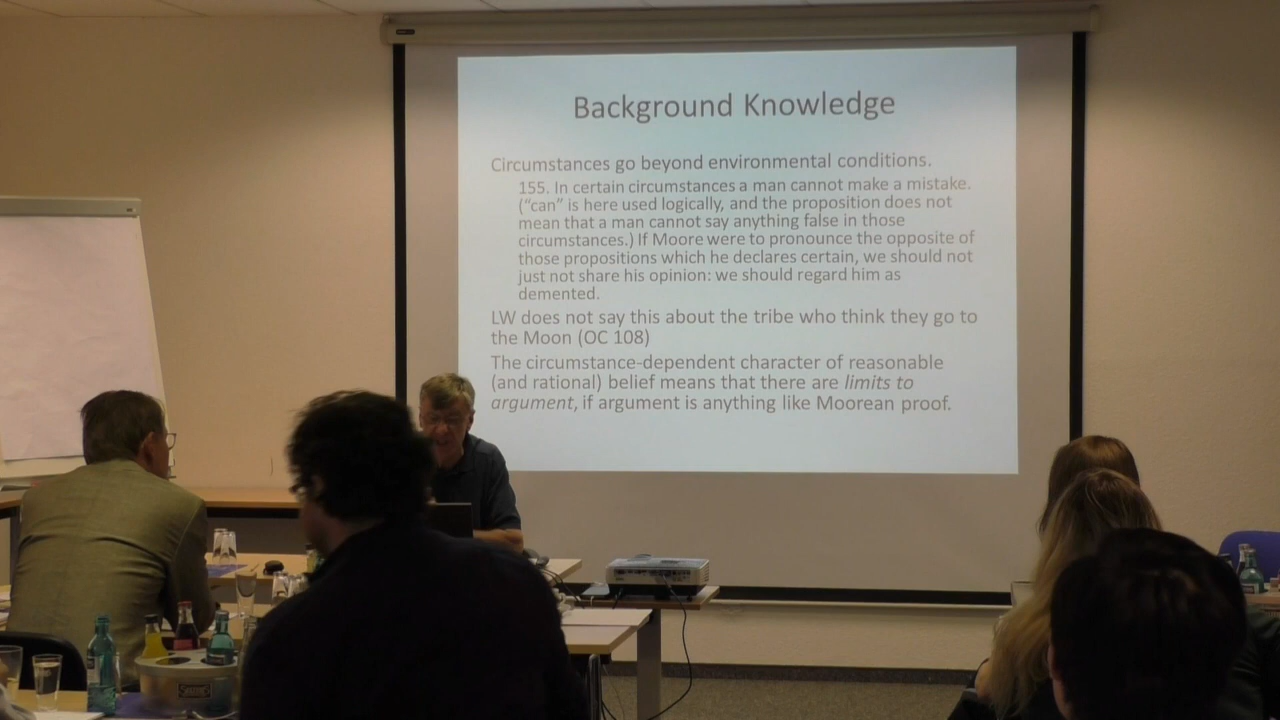 Background Knowledge
Circumstances go beyond environmental conditions.
155. In certain circumstances a man cannot make a mistake.
("can" is here used logically, and the proposition does not
mean that a man cannot say anything false in those
circumstances.) If Moore were to pronounce the opposite of
those propositions which he declares certain, we should not
just not share his opinion: we should regard him as
demented.
LW does not say this about the tribe who think they go to
the Moon (OC 108)
The circumstance-dependent character of reasonable
(and rational) belief means that there are limits to
argument, if argument is anything like Moorean proof.